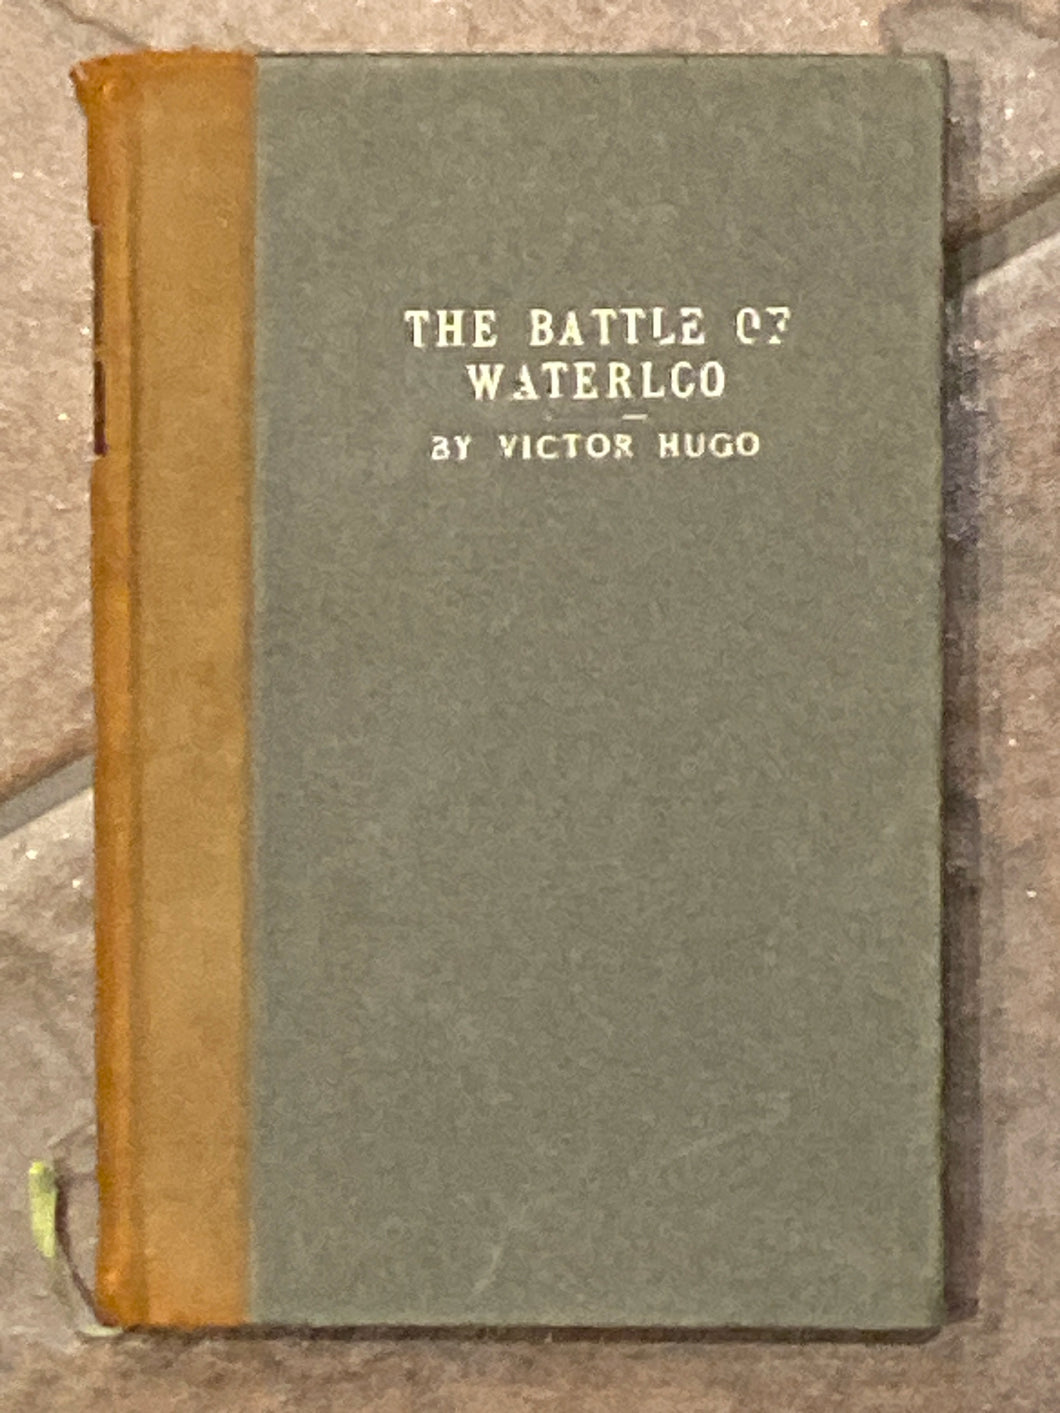 THE BATTLE OF
WATERLOO
BY VICTOR HUGO